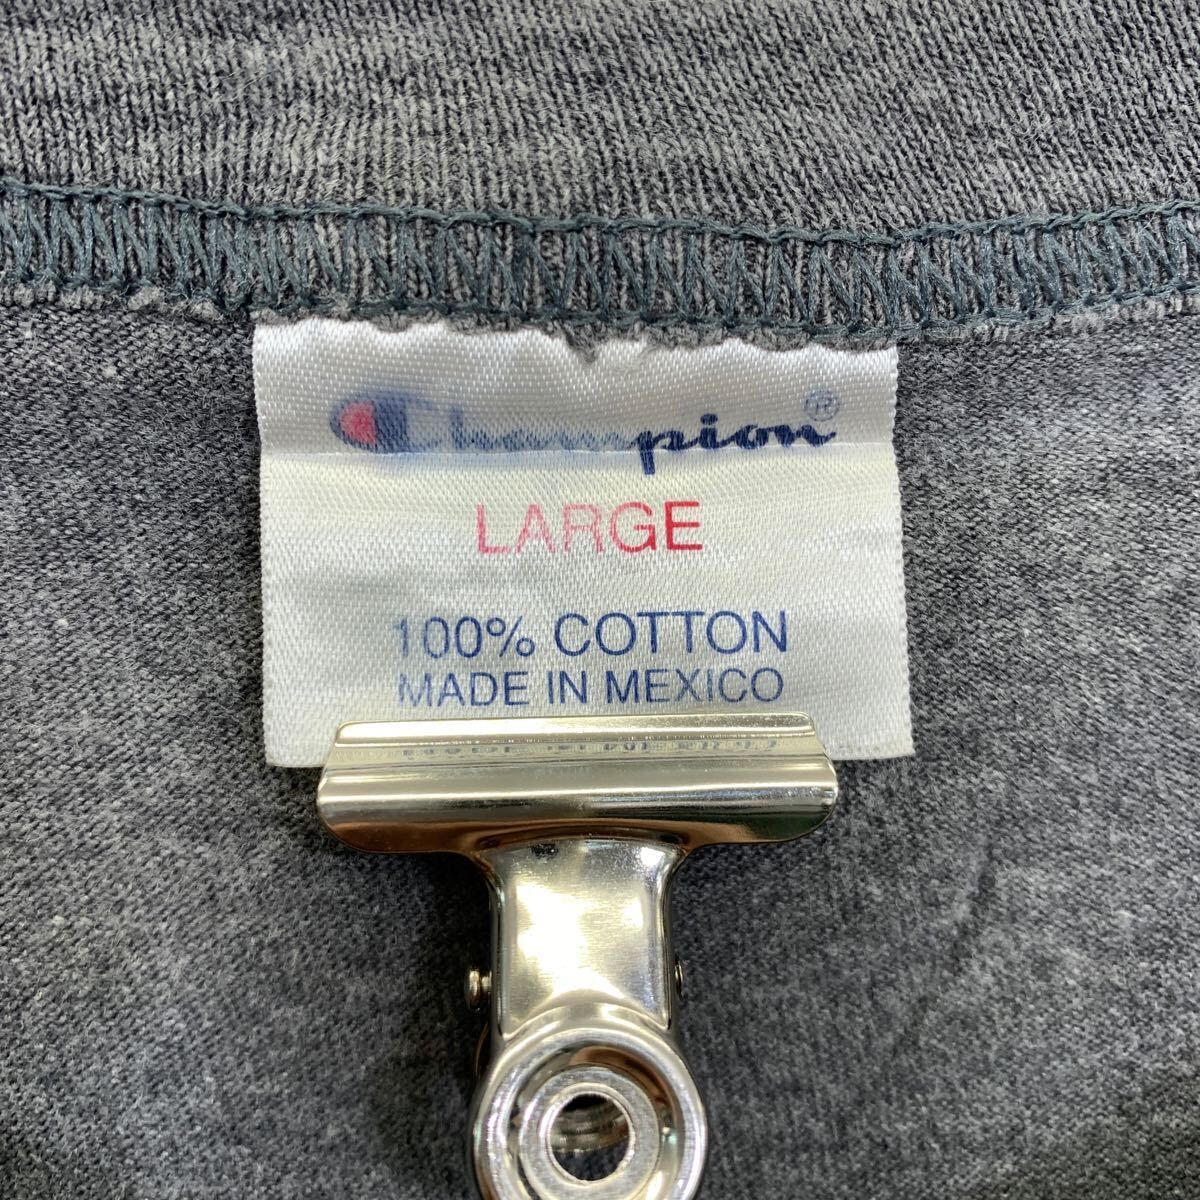 Champion®
LARGE
100% COTTON
MADE IN MEXICO